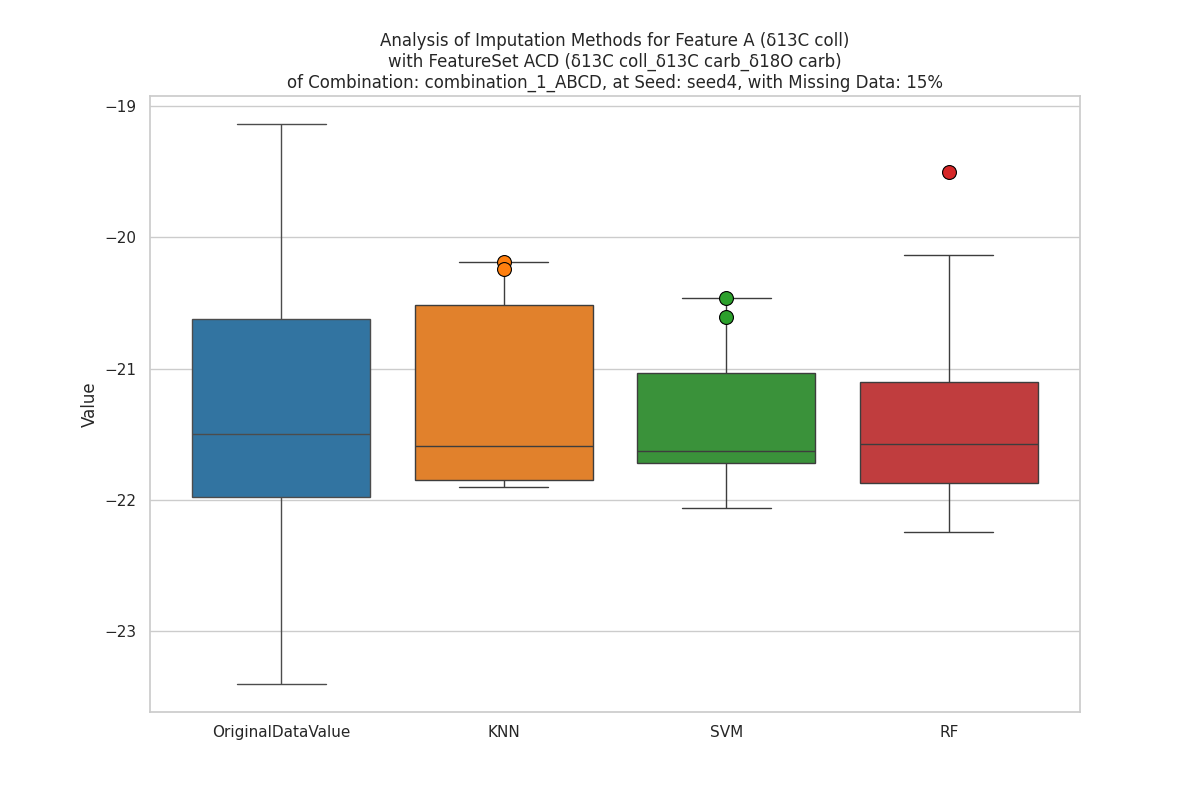 Analysis of Imputation Methods for Feature A (δ13C coll)
with FeatureSet ACD (δ13C coll_δ13C carb_δ18O carb)
of Combination: combination_1_ABCD, at Seed: seed4, with Missing Data: 15%
−19
−20
−21
−22
−23
Value
OriginalDataValue
KNN
SVM
RF